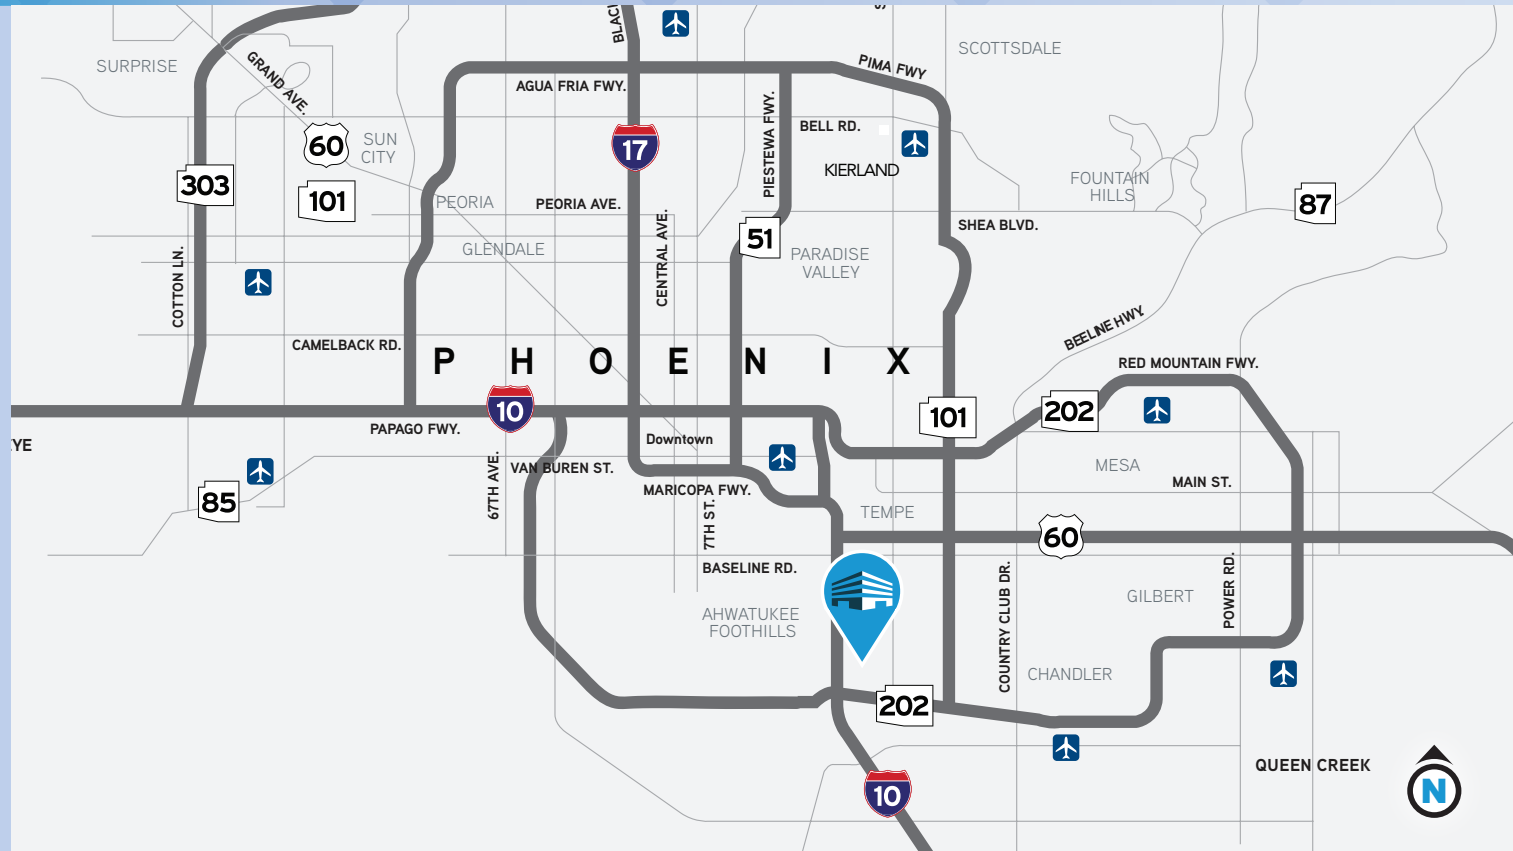 BLACK
SCOTTSDALE
SURPRISE
GRAND AVE.
PIMA FWY
AGUA FRIA FWY.
PIESTEWA FWY.
BELL RD.
60
SUN
CITY
17
KIERLAND
303
101
PEORIA
PEORIA AVE.
FOUNTAIN
HILLS
87
SHEA BLVD.
51
CENTRAL AVE.
GLENDALE
PARADISE
VALLEY
COTTON LN.
CAMELBACK RD.
PHOENIX
BEELINE HWY.
RED MOUNTAIN FWY.
10
101
202
PAPAGO FWY.
Downtown
YE
67TH AVE.
VAN BUREN ST.
MESA
MAIN ST.
MARICOPA FWY.
85
7TH ST.
TEMPE
60
BASELINE RD.
COUNTRY CLUB DR.
POWER RD.
GILBERT
AHWATUKEE
FOOTHILLS
CHANDLER
202
QUEEN CREEK
10
N